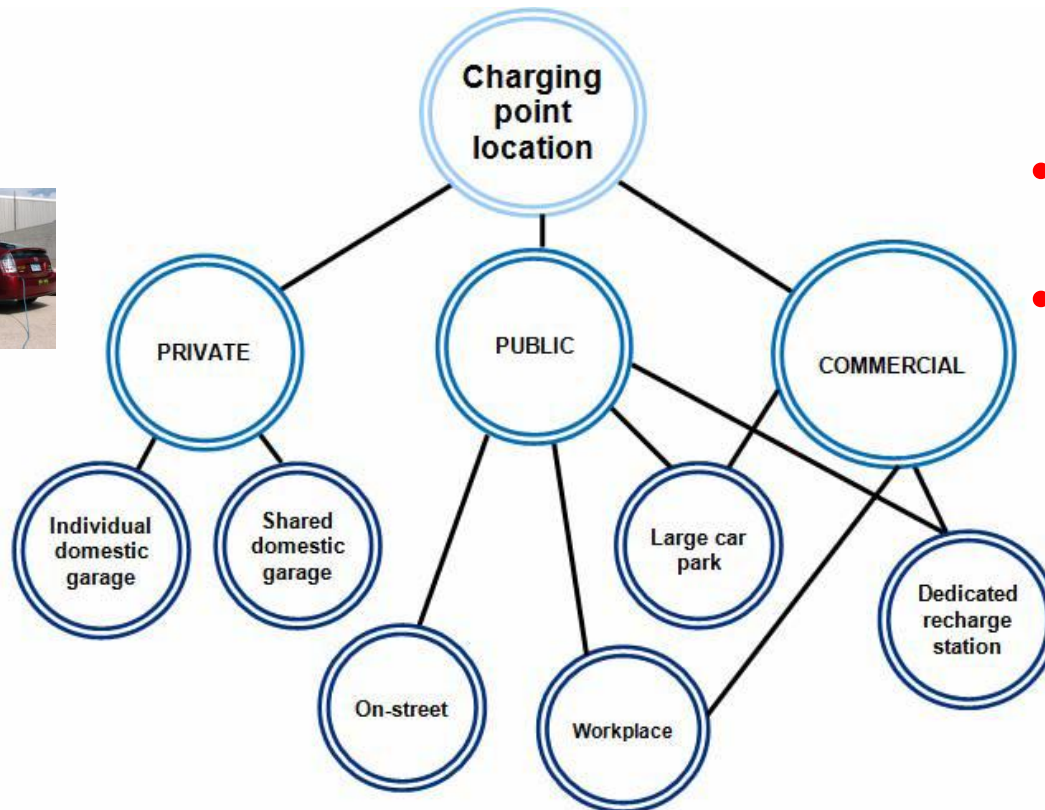 Charging
point
location
PRIVATE
PUBLIC
COMMERCIAL
Individual
domestic
garage
Shared
domestic
garage
Large car
park
Dedicated
recharge
station
On-street
Workplace